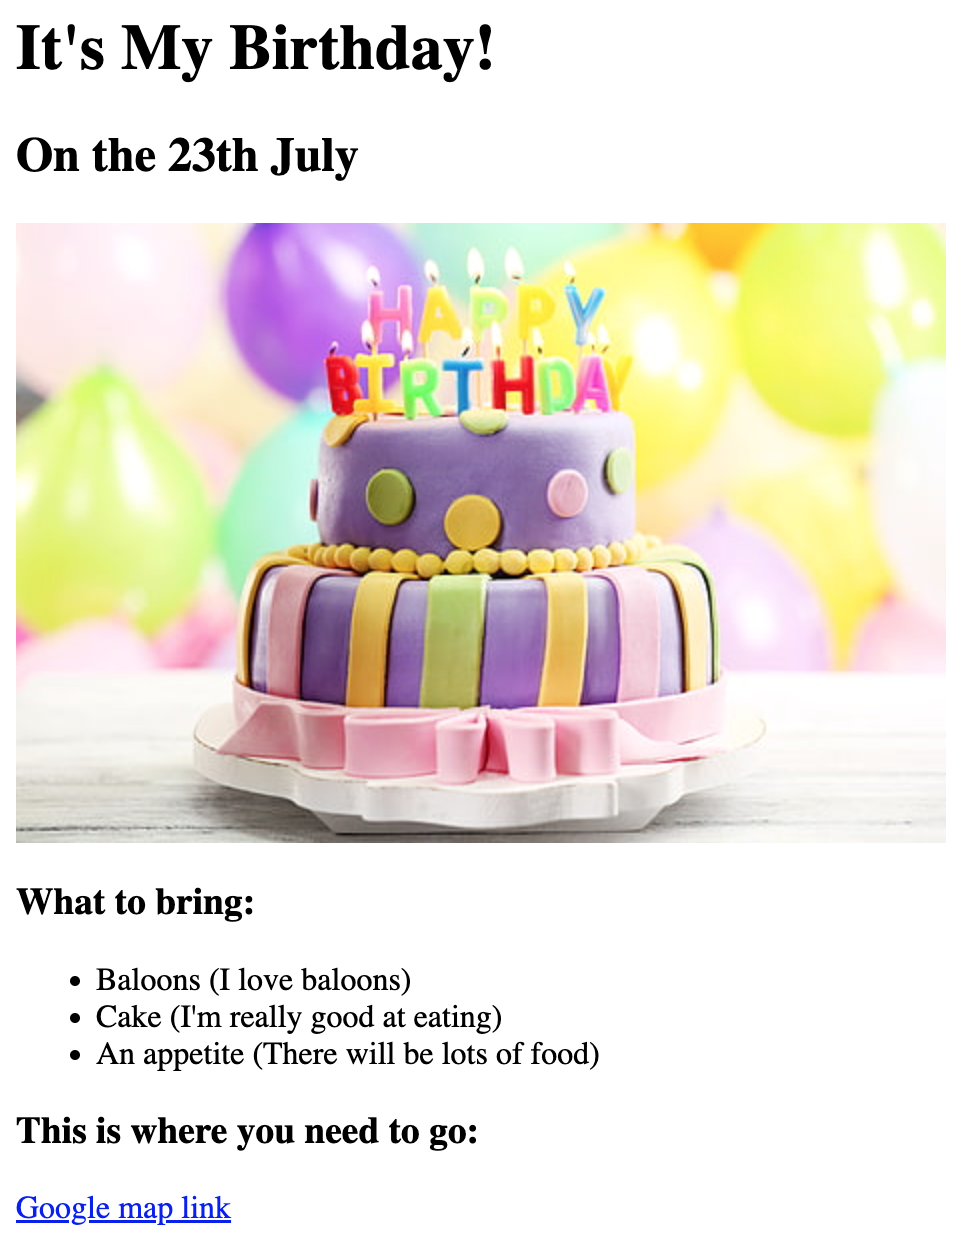 It's My Birthday!
On the 23th July
HAPPY
BIRTHDAY
What to bring:
Baloons (I love baloons)
Cake (I'm really good at eating)
An appetite (There will be lots of food)
This is where you need to go:
Google map link